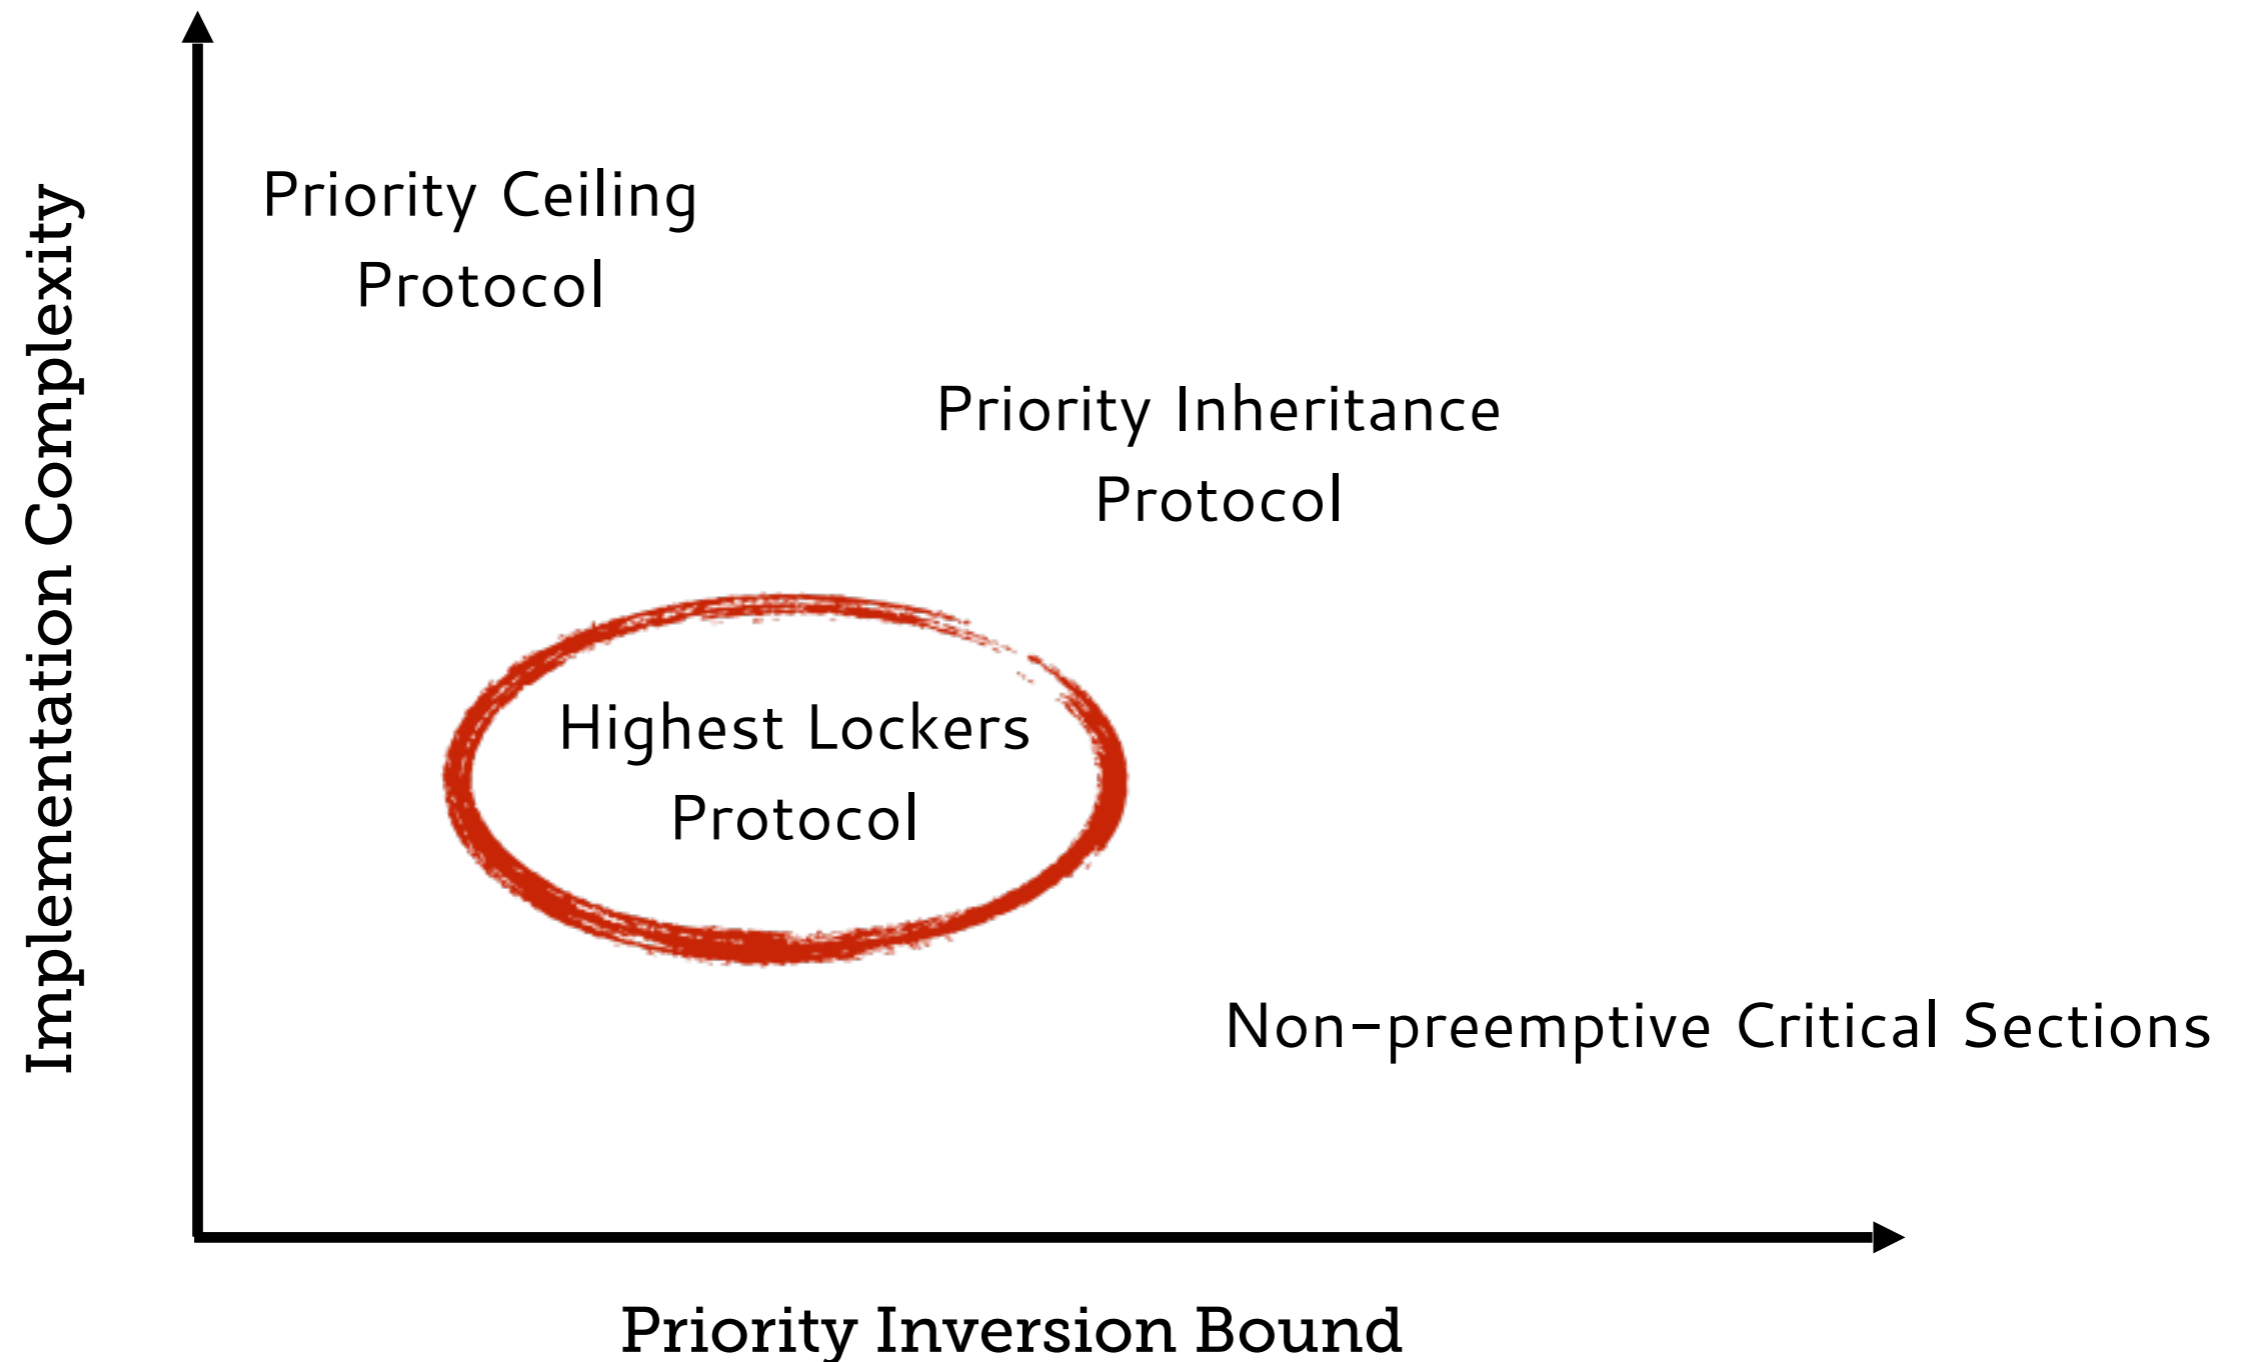 Implementation Complexity
Priority Ceiling
Protocol
Priority Inheritance
Protocol
Highest Lockers
Protocol
Non-preemptive Critical Sections
Priority Inversion Bound